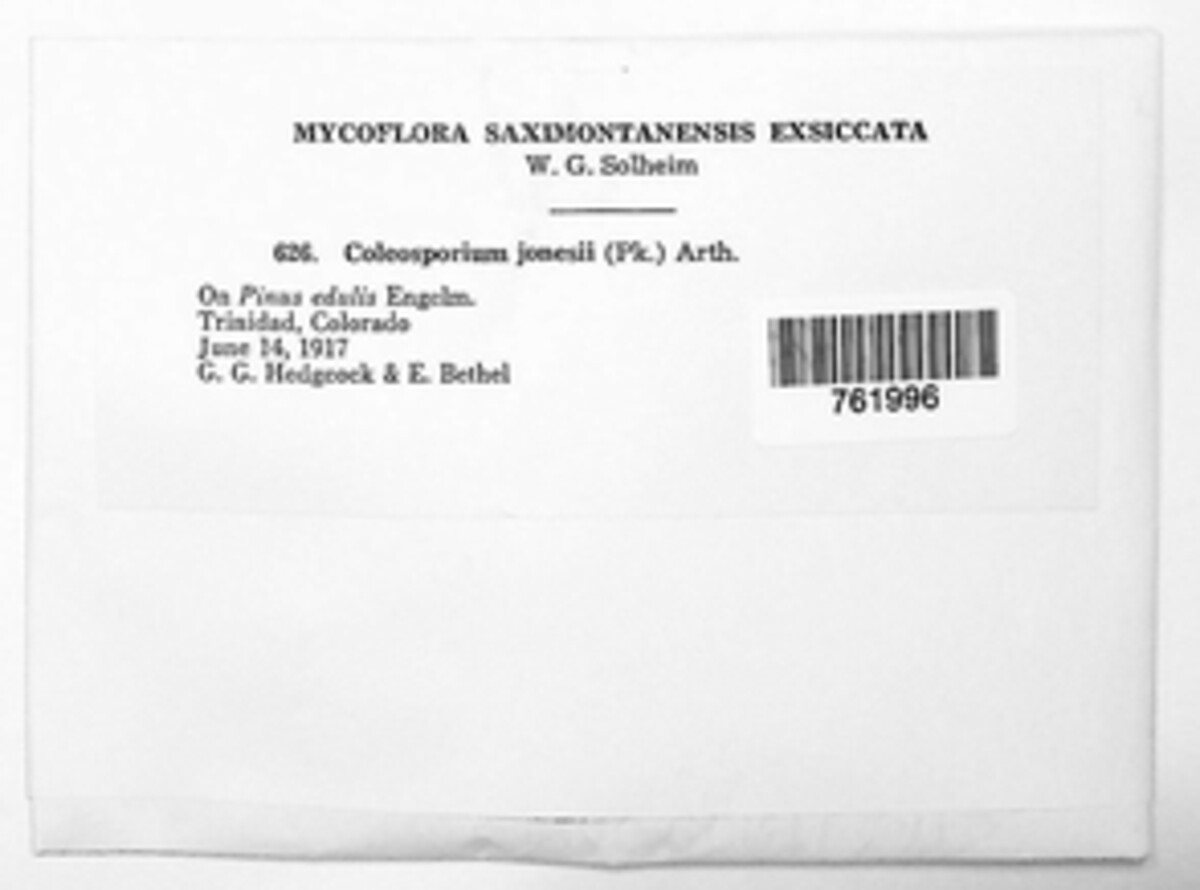 MYCOFLORA SAXIMONTANENSIS EXSICCATA
W. G. Solheim
626. Coleosporium jonesii (Pk.) Arth.
On Pinus edulis Engelm.
Trinidad, Colorado
June 14, 1917
G. G. Hedgcock & E. Bethel
761996